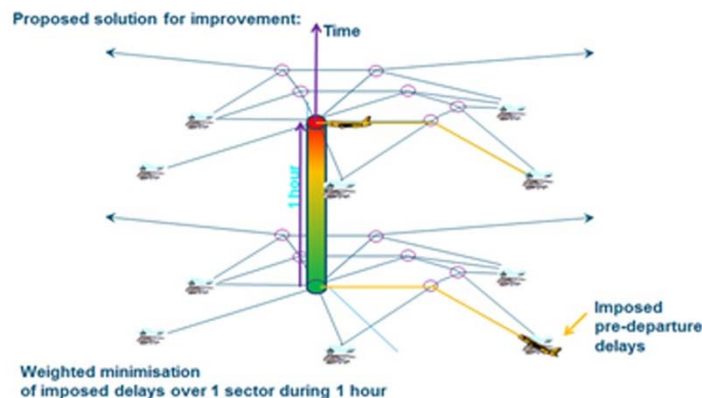 Proposed solution for improvement:
Time
1 hour
Imposed
pre-departure
delays
Weighted minimisation
of imposed delays over 1 sector during 1 hour